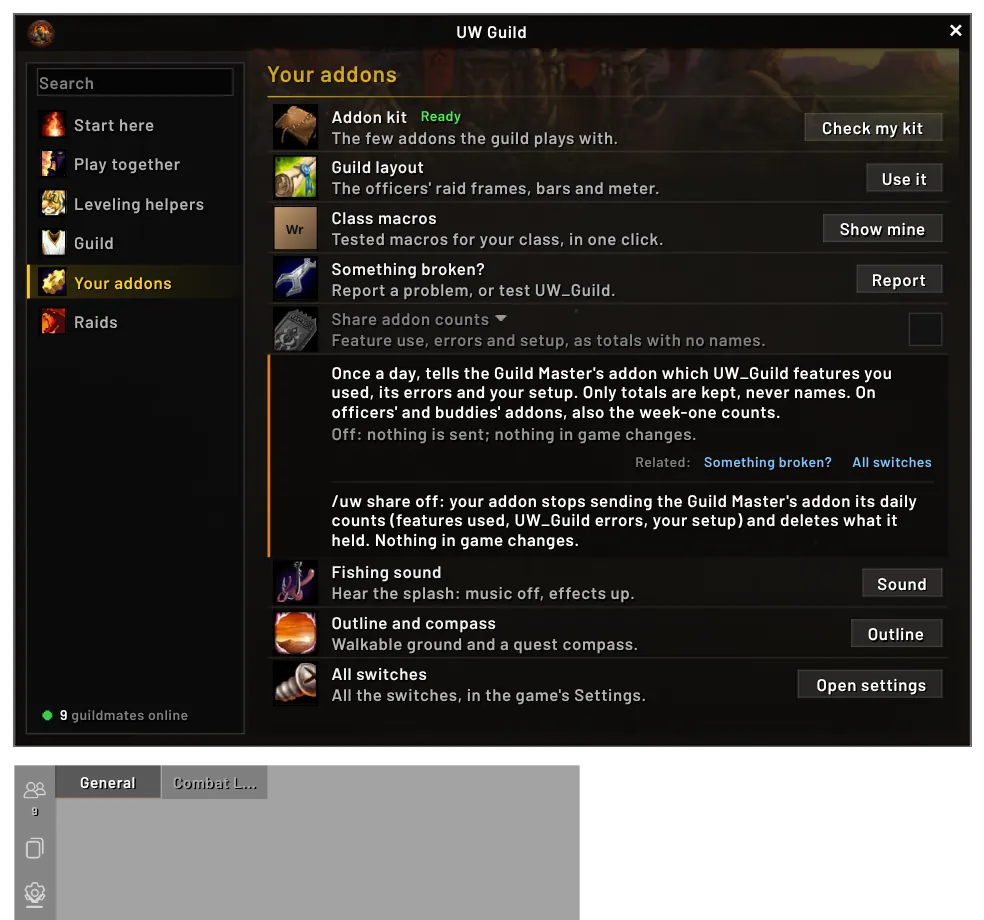 UW Guild
Search
Start here
Play together
Leveling helpers
Guild
Your addons
Raids
9 guildmates online
Your addons
Addon kit Ready
The few addons the guild plays with.
Check my kit
Guild layout
The officers' raid frames, bars and meter.
Use it
Wr
Class macros
Tested macros for your class, in one click.
Show mine
Something broken?
Report a problem, or test UW_Guild.
Report
Share addon counts
Feature use, errors and setup, as totals with no names.
Once a day, tells the Guild Master's addon which UW_Guild features you
used, its errors and your setup. Only totals are kept, never names. On
officers' and buddies' addons, also the week-one counts.
Off: nothing is sent; nothing in game changes.
Related: Something broken? All switches
/uw share off: your addon stops sending the Guild Master's addon its daily
counts (features used, UW_Guild errors, your setup) and deletes what it
held. Nothing in game changes.
Fishing sound
Hear the splash: music off, effects up.
Sound
Outline and compass
Walkable ground and a quest compass.
Outline
All switches
All the switches, in the game's Settings.
Open settings
General
Combat L...
9